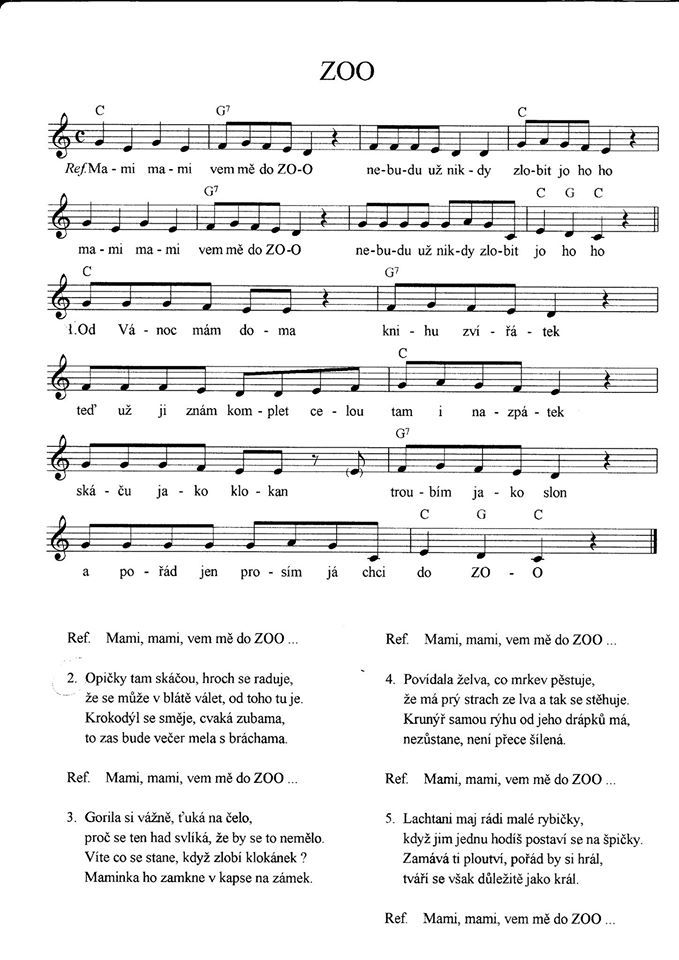 ZOO
C G7 C
Ref.Ma - mi ma - mi vem mě do ZO-O ne-bu-du už nik-dy zlo-bit jo ho ho
G7 C G C
ma - mi ma - mi vem mě do ZO-O ne-bu-du už nik-dy zlo-bit jo ho ho
C G7
1.Od Vá - noc mám do - ma kni - hu zví - řá - tek
C
teď už ji znám kom - plet ce - lou tam i na - zpá - tek
G7
ská - ču ja - ko klo - kan trou - bím ja - ko slon
C G C
a po - řád jen pro - sím já chci do ZO - O
Ref. Mami, mami, vem mě do ZOO ...
2. Opičky tam skáčou, hroch se raduje,
že se může v blátě válet, od toho tu je.
Krokodýl se směje, cvaká zubama,
to zas bude večer mela s bráchama.
Ref. Mami, mami, vem mě do ZOO ...
3. Gorila si vážně, ťuká na čelo,
proč se ten had svlíká, že by se to nemělo.
Víte co se stane, když zlobí klokánek ?
Maminka ho zamkne v kapse na zámek.
Ref. Mami, mami, vem mě do ZOO ...
4. Povídala želva, co mrkev pěstuje,
že má prý strach ze lva a tak se stěhuje.
Krunýř samou rýhu od jeho drápků má,
nezůstane, není přece šílená.
Ref. Mami, mami, vem mě do ZOO ...
5. Lachtani maj rádi malé rybičky,
když jim jednu hodíš postaví se na špičky.
Zamává ti ploutví, pořád by si hrál,
tváří se však důležitě jako král.
Ref. Mami, mami, vem mě do ZOO ...